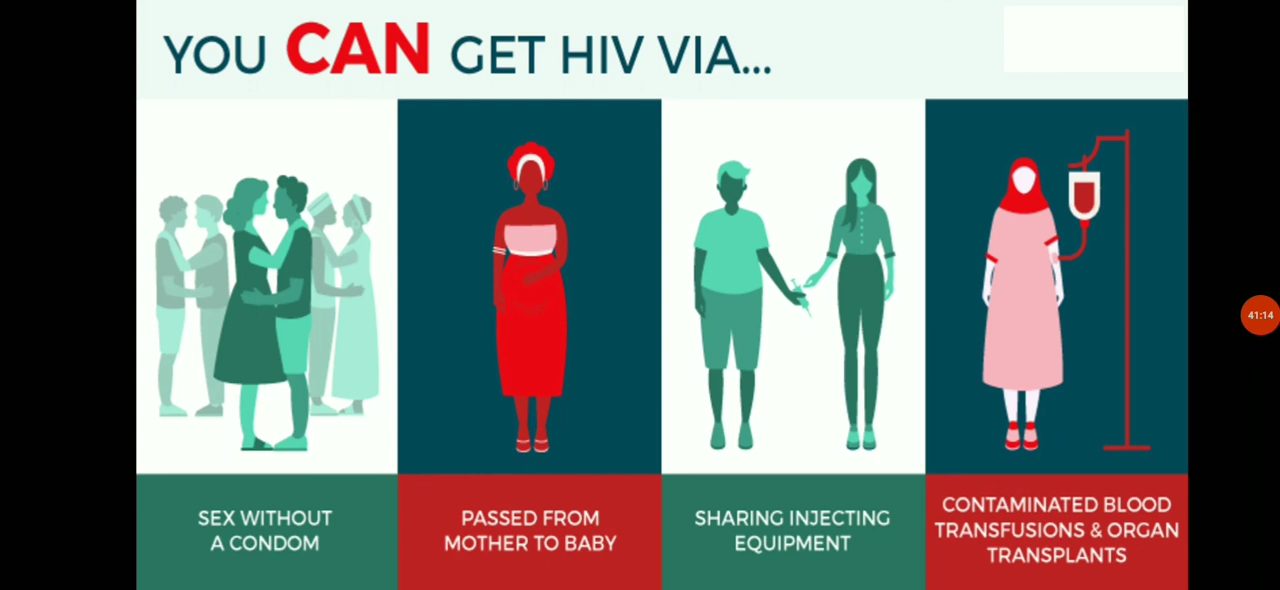 YOU CAN GET HIV VIA...
41:14
SEX WITHOUT
A CONDOM
PASSED FROM
MOTHER TO BABY
SHARING INJECTING
EQUIPMENT
CONTAMINATED BLOOD
TRANSFUSIONS & ORGAN
TRANSPLANTS